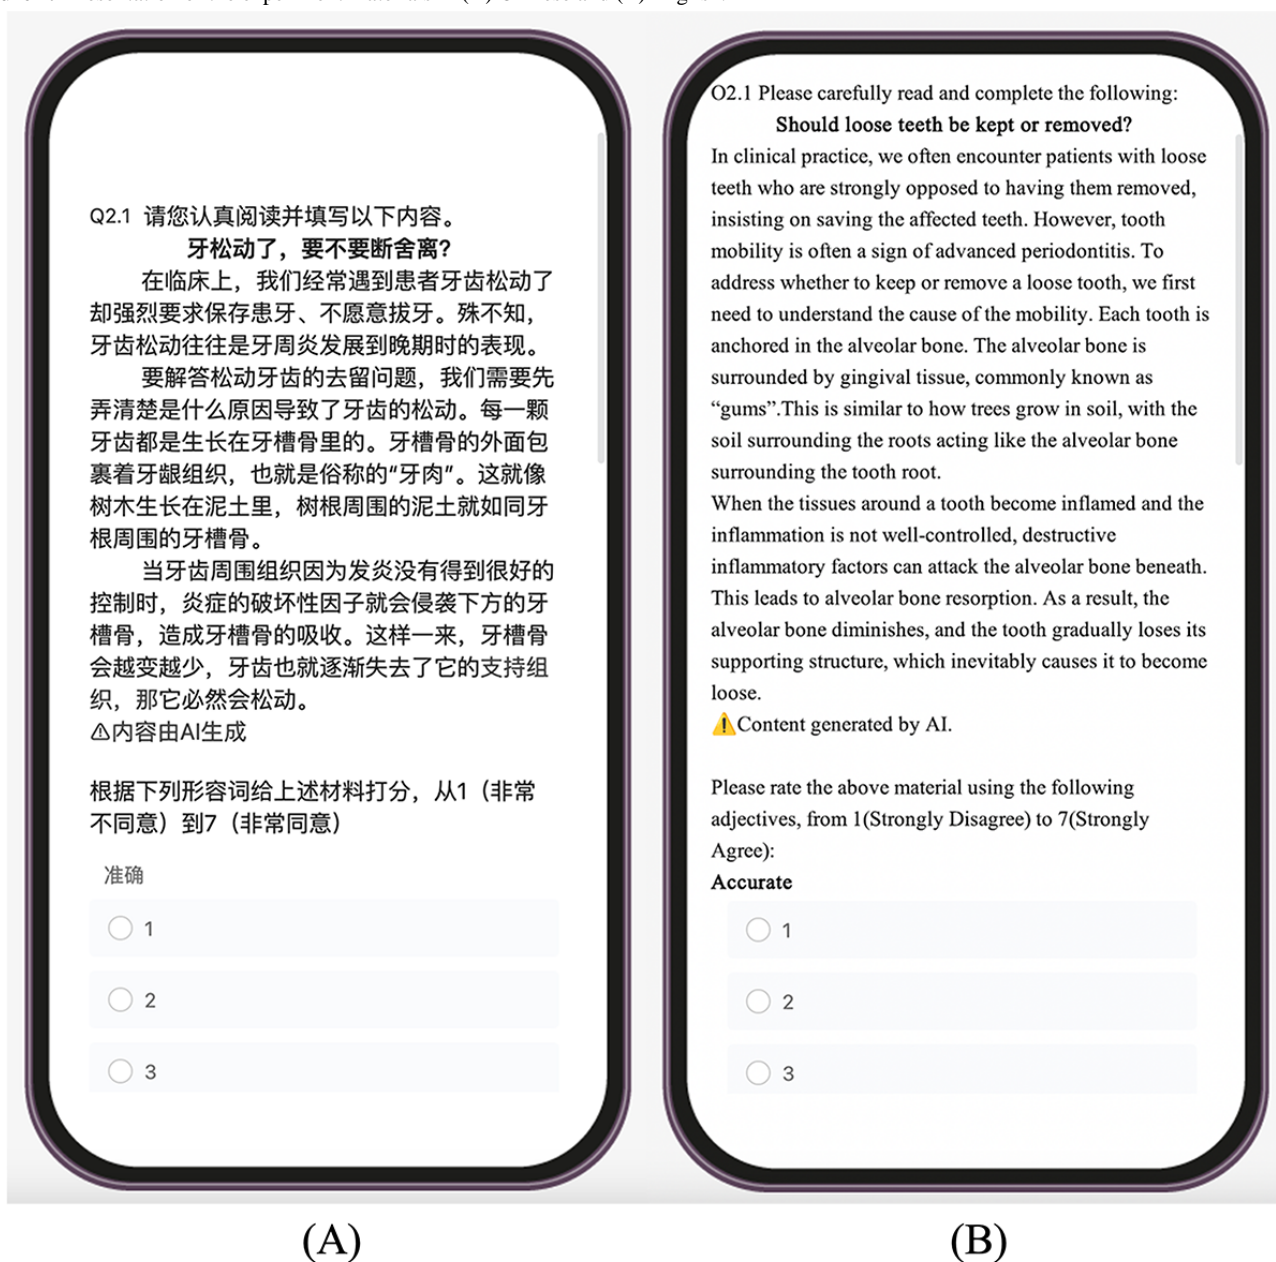 Q2.1 请您认真阅读并填写以下内容。
牙松动了，要不要断舍离?
在临床上，我们经常遇到患者牙齿松动了
却强烈要求保存患牙、不愿意拔牙。殊不知，
牙齿松动往往是牙周炎发展到晚期时的表现。
要解答松动牙齿的去留问题，我们需要先
弄清楚是什么原因导致了牙齿的松动。每一颗
牙齿都是生长在牙槽骨里的。牙槽骨的外面包
裹着牙龈组织，也就是俗称的“牙肉”。这就像
树木生长在泥土里，树根周围的泥土就如同牙
根周围的牙槽骨。
当牙齿周围组织因为发炎没有得到很好的
控制时，炎症的破坏性因子就会侵袭下方的牙
槽骨，造成牙槽骨的吸收。这样一来，牙槽骨
会越变越少，牙齿也就逐渐失去了它的支持组
织，那它必然会松动。
⚠内容由AI生成
根据下列形容词给上述材料打分，从1（非常
不同意）到7（非常同意）
准确
1
2
3
(A)
O2.1 Please carefully read and complete the following:
Should loose teeth be kept or removed?
In clinical practice, we often encounter patients with loose
teeth who are strongly opposed to having them removed,
insisting on saving the affected teeth. However, tooth
mobility is often a sign of advanced periodontitis. To
address whether to keep or remove a loose tooth, we first
need to understand the cause of the mobility. Each tooth is
anchored in the alveolar bone. The alveolar bone is
surrounded by gingival tissue, commonly known as
“gums”.This is similar to how trees grow in soil, with the
soil surrounding the roots acting like the alveolar bone
surrounding the tooth root.
When the tissues around a tooth become inflamed and the
inflammation is not well-controlled, destructive
inflammatory factors can attack the alveolar bone beneath.
This leads to alveolar bone resorption. As a result, the
alveolar bone diminishes, and the tooth gradually loses its
supporting structure, which inevitably causes it to become
loose.
⚠Content generated by AI.
Please rate the above material using the following
adjectives, from 1(Strongly Disagree) to 7(Strongly
Agree):
Accurate
1
2
3
(B)